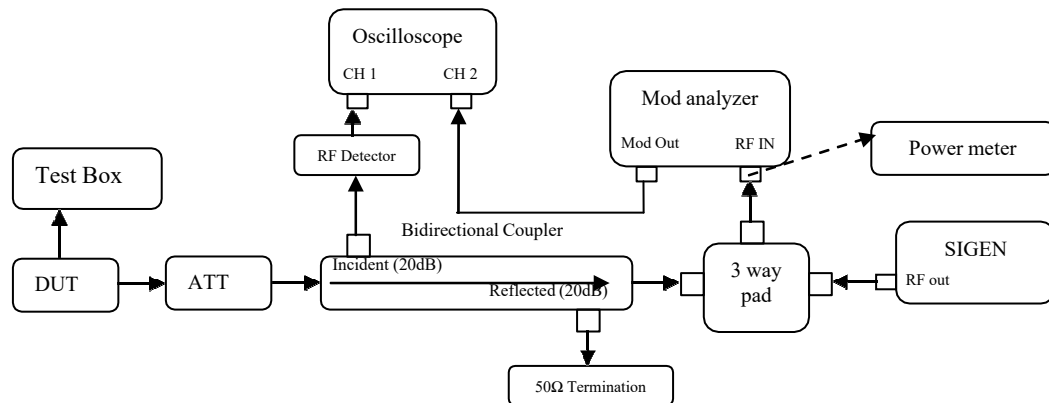 Oscilloscope
CH 1
CH 2
Mod analyzer
Mod Out
RF IN
Power meter
RF Detector
Test Box
Bidirectional Coupler
DUT
ATT
Incident (20dB)
Reflected (20dB)
3 way
pad
SIGEN
RF out
50Ω Termination